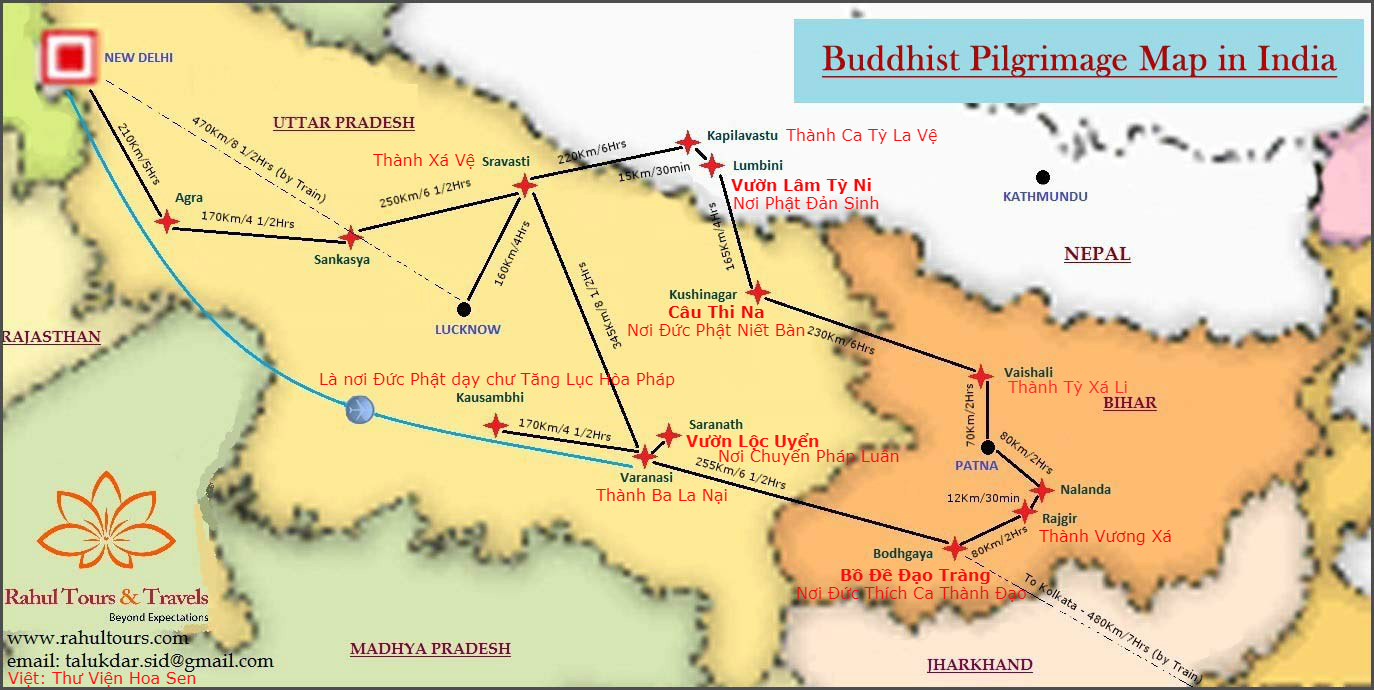 Buddhist Pilgrimage Map in India
NEW DELHI
UTTAR PRADESH
210Km/5Hrs
470Km/8 1/2Hrs (by Train)
Thành Xá Vệ
Sravasti
220Km/6Hrs
Kapilavastu
Thành Ca Tỳ La Vệ
15Km/30min
Lumbini
Vườn Lâm Tỳ Ni
Nơi Phật Đản Sinh
KATHMUNDU
NEPAL
Agra
170Km/4 1/2Hrs
250Km/6 1/2Hrs
Sankasya
160Km/4Hrs
LUCKNOW
345Km/8 1/2Hrs
165Km/4Hrs
Kushinagar
Câu Thi Na
Nơi Đức Phật Niết Bàn
230Km/6Hrs
RAJASTHAN
Là nơi Đức Phật dạy chư Tăng Lục Hòa Pháp
Kausambhi
170Km/4 1/2Hrs
Saranath
Vườn Lộc Uyển
Nơi Chuyển Pháp Luân
Varanasi
Thành Ba La Nại
255Km/6 1/2Hrs
Vaishali
Thành Tỳ Xá Li
BIHAR
70Km/2Hrs
PATNA
80Km/2Hrs
Nalanda
12Km/30min
Rajgir
Thành Vương Xá
80Km/2Hrs
Bodhgaya
Bồ Đề Đạo Tràng
Nơi Đức Thích Ca Thành Đạo
To Kolkata - 480Km/7Hrs (by Train)
MADHYA PRADESH
JHARKHAND
Rahul Tours & Travels
Beyond Expectations
www.rahultours.com
email: talukdar.sid@gmail.com
Việt: Thư Viện Hoa Sen